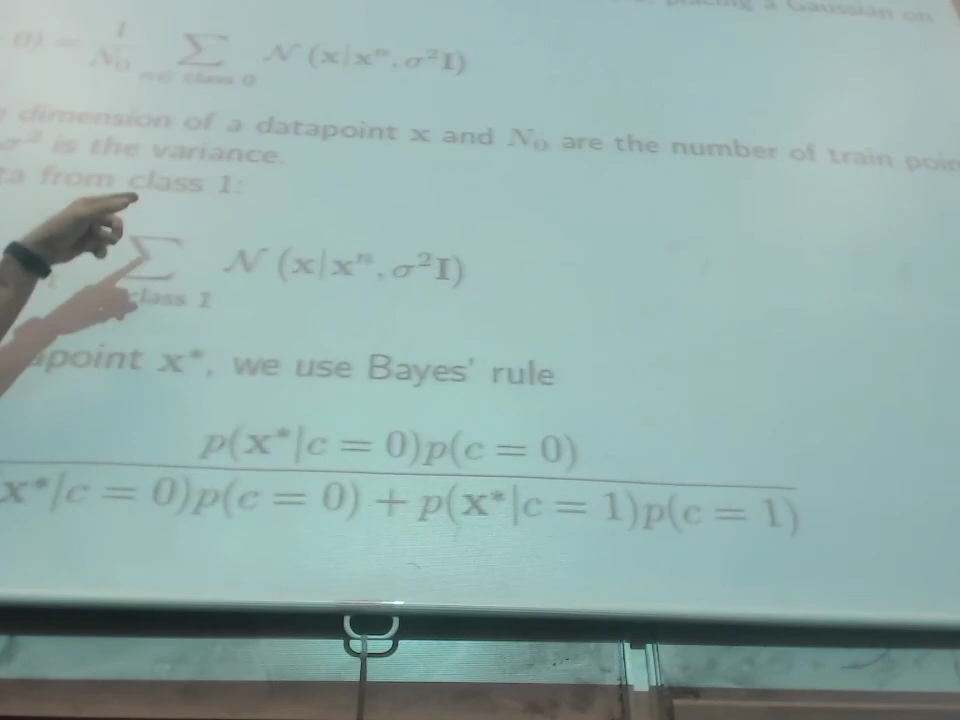 placing a Gaussian on
0) = 1/N₀ ∑ n∈ class 0 𝒩 (x|xⁿ, σ²I)
dimension of a datapoint x and N₀ are the number of train poin
σ² is the variance.
ta from class 1:
∑ class 1 𝒩 (x|xⁿ, σ²I)
apoint x*, we use Bayes' rule
p(x*|c = 0)p(c = 0)
x*|c = 0)p(c = 0) + p(x*|c = 1)p(c = 1)